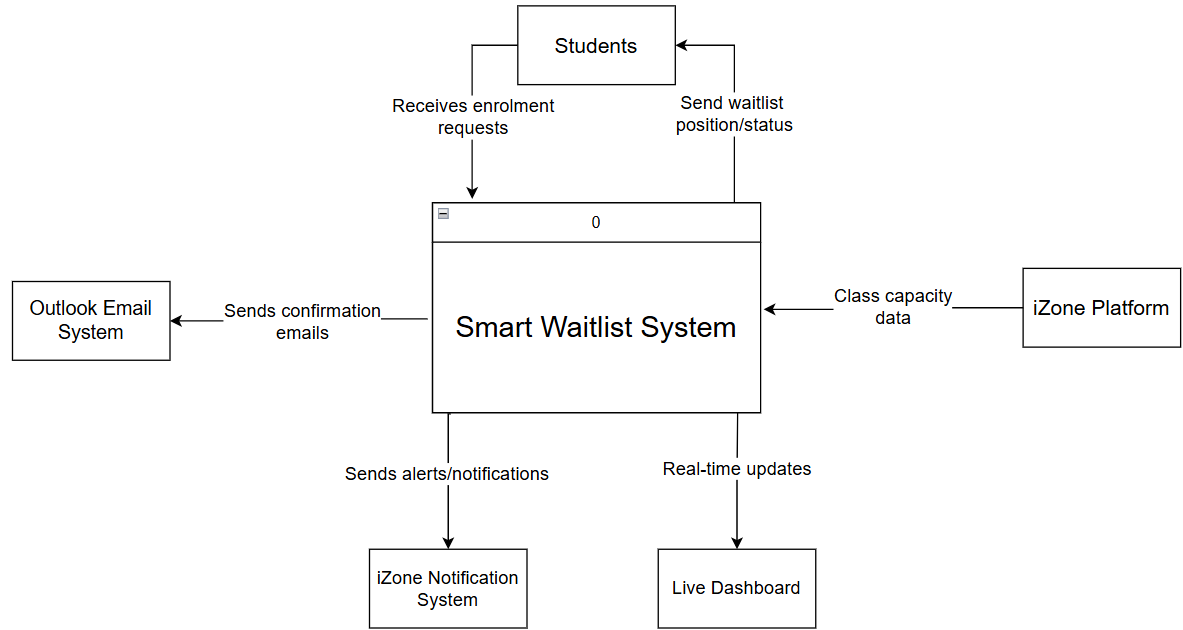 Students
Receives enrolment
requests
Send waitlist
position/status
0
Smart Waitlist System
Outlook Email
System
Sends confirmation
emails
Class capacity
data
iZone Platform
Sends alerts/notifications
Real-time updates
iZone Notification
System
Live Dashboard